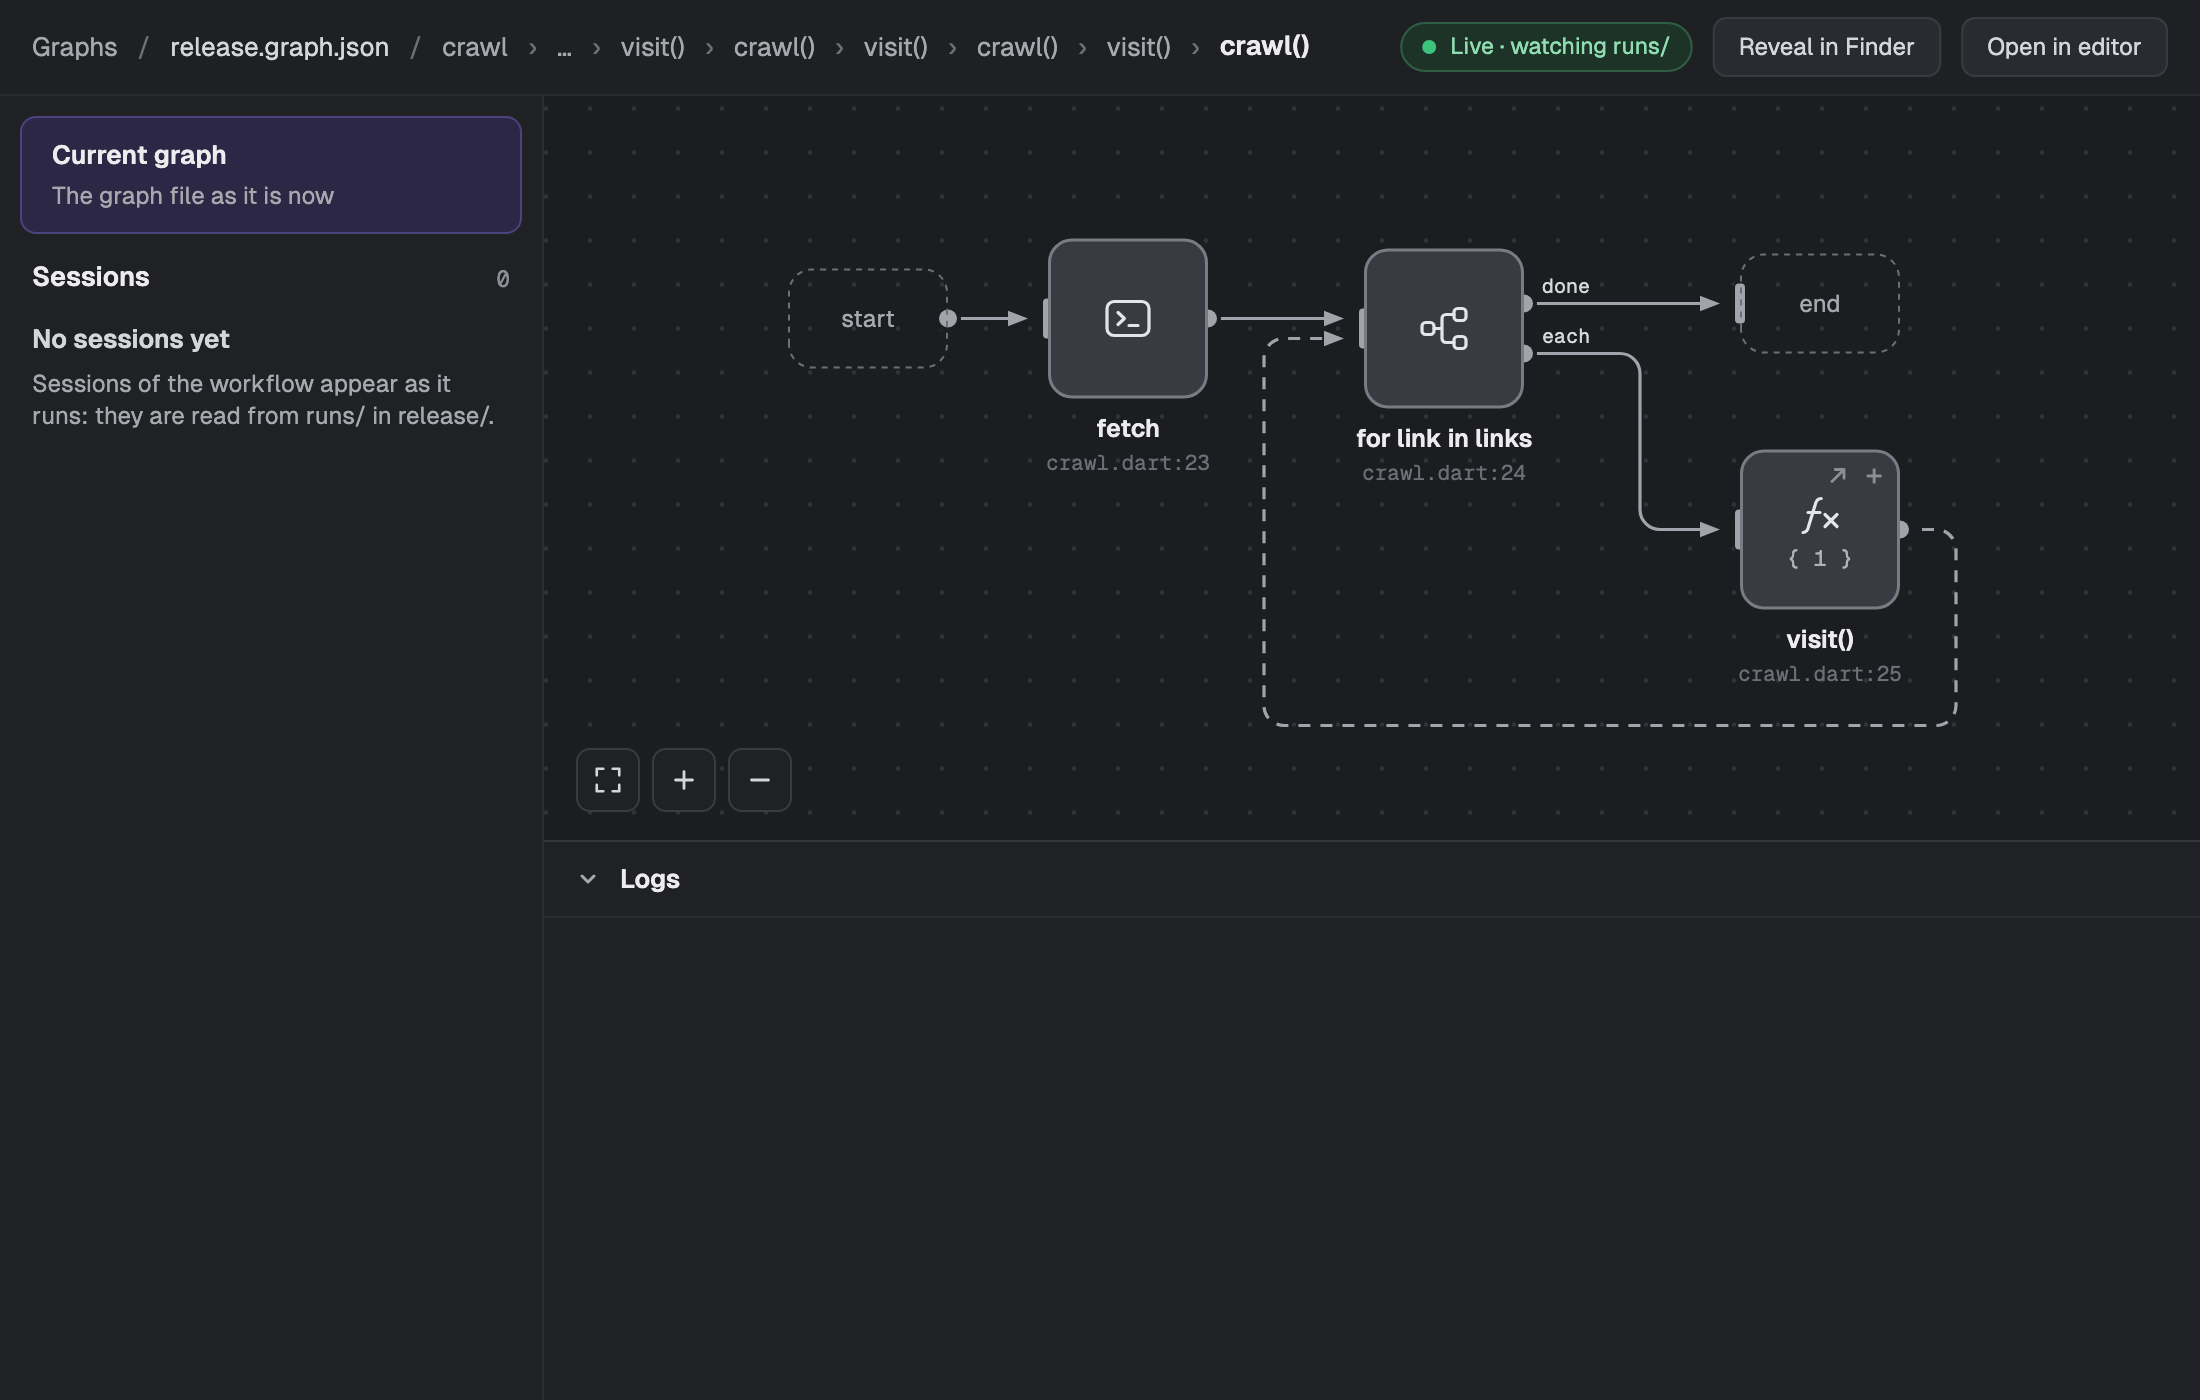 Graphs / release.graph.json / crawl › … › visit() › crawl() › visit() › crawl() › visit() › crawl()
Live · watching runs/
Reveal in Finder
Open in editor
Current graph
The graph file as it is now
Sessions 0
No sessions yet
Sessions of the workflow appear as it
runs: they are read from runs/ in release/.
start
fetch
crawl.dart:23
for link in links
crawl.dart:24
done
each
end
fx
{ 1 }
visit()
crawl.dart:25
Logs